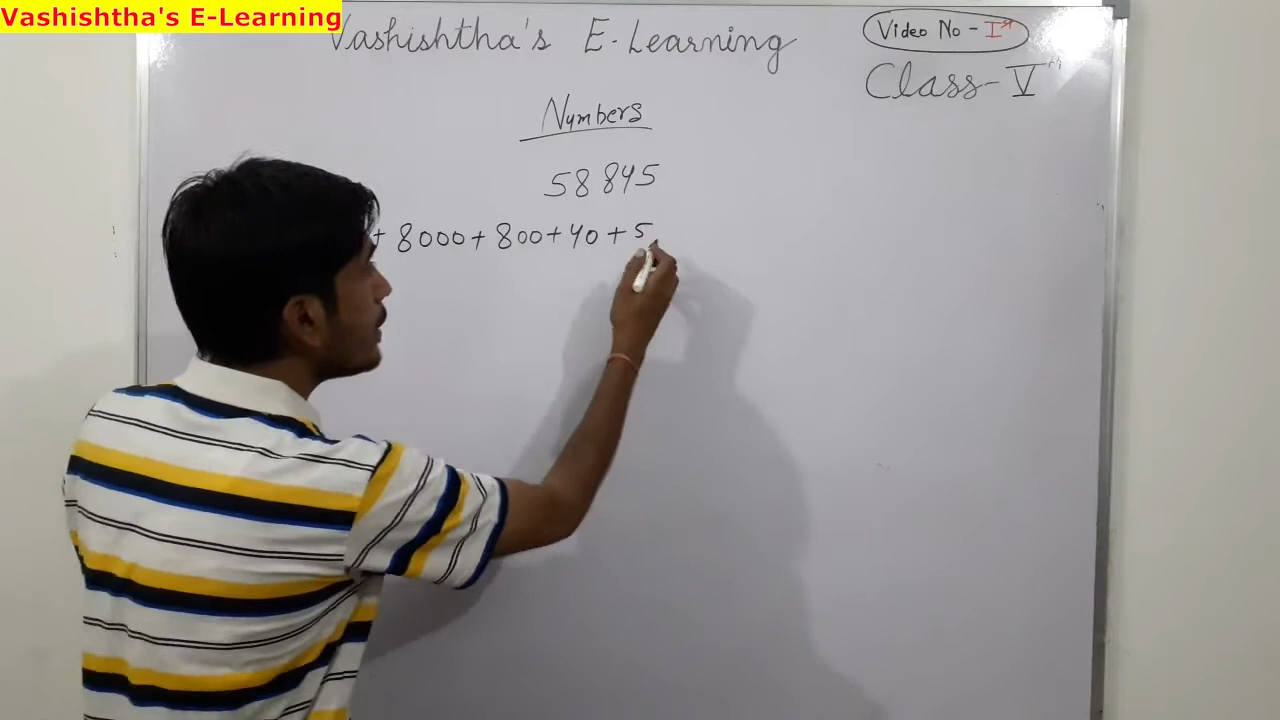 Vashishtha's E-Learning
Vashishtha's E-Learning
Video No - Ist
Class - Vth
Numbers
58845
+ 8000 + 800 + 40 + 5